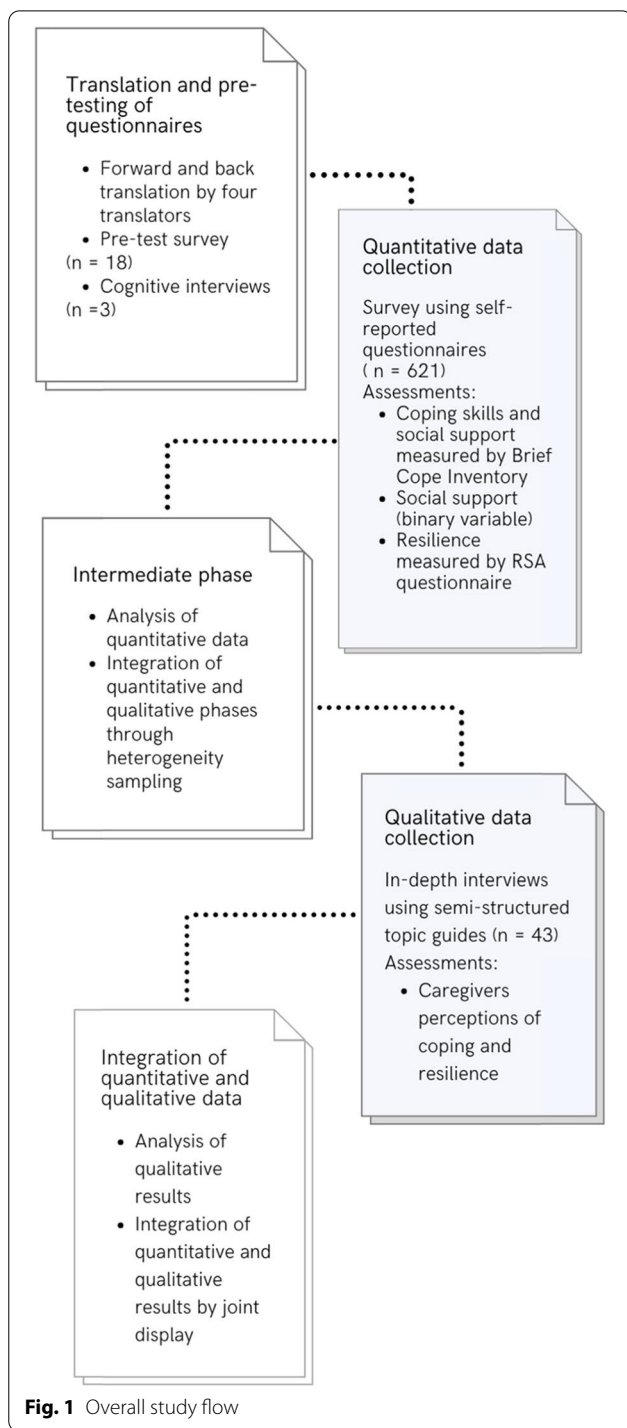 Translation and pre-
testing of
questionnaires
• Forward and back
translation by four
translators
• Pre-test survey
(n = 18)
• Cognitive interviews
(n =3)
Quantitative data
collection
Survey using self-
reported
questionnaires
( n = 621)
Assessments:
• Coping skills and
social support
measured by Brief
Cope Inventory
• Social support
(binary variable)
• Resilience
measured by RSA
questionnaire
Intermediate phase
• Analysis of
quantitative data
• Integration of
quantitative and
qualitative phases
through
heterogeneity
sampling
Qualitative data
collection
In-depth interviews
using semi-structured
topic guides (n = 43)
Assessments:
• Caregivers
perceptions of
coping and
resilience
Integration of
quantitative and
qualitative data
• Analysis of
qualitative
results
• Integration of
quantitative and
qualitative
results by joint
display
Fig. 1 Overall study flow